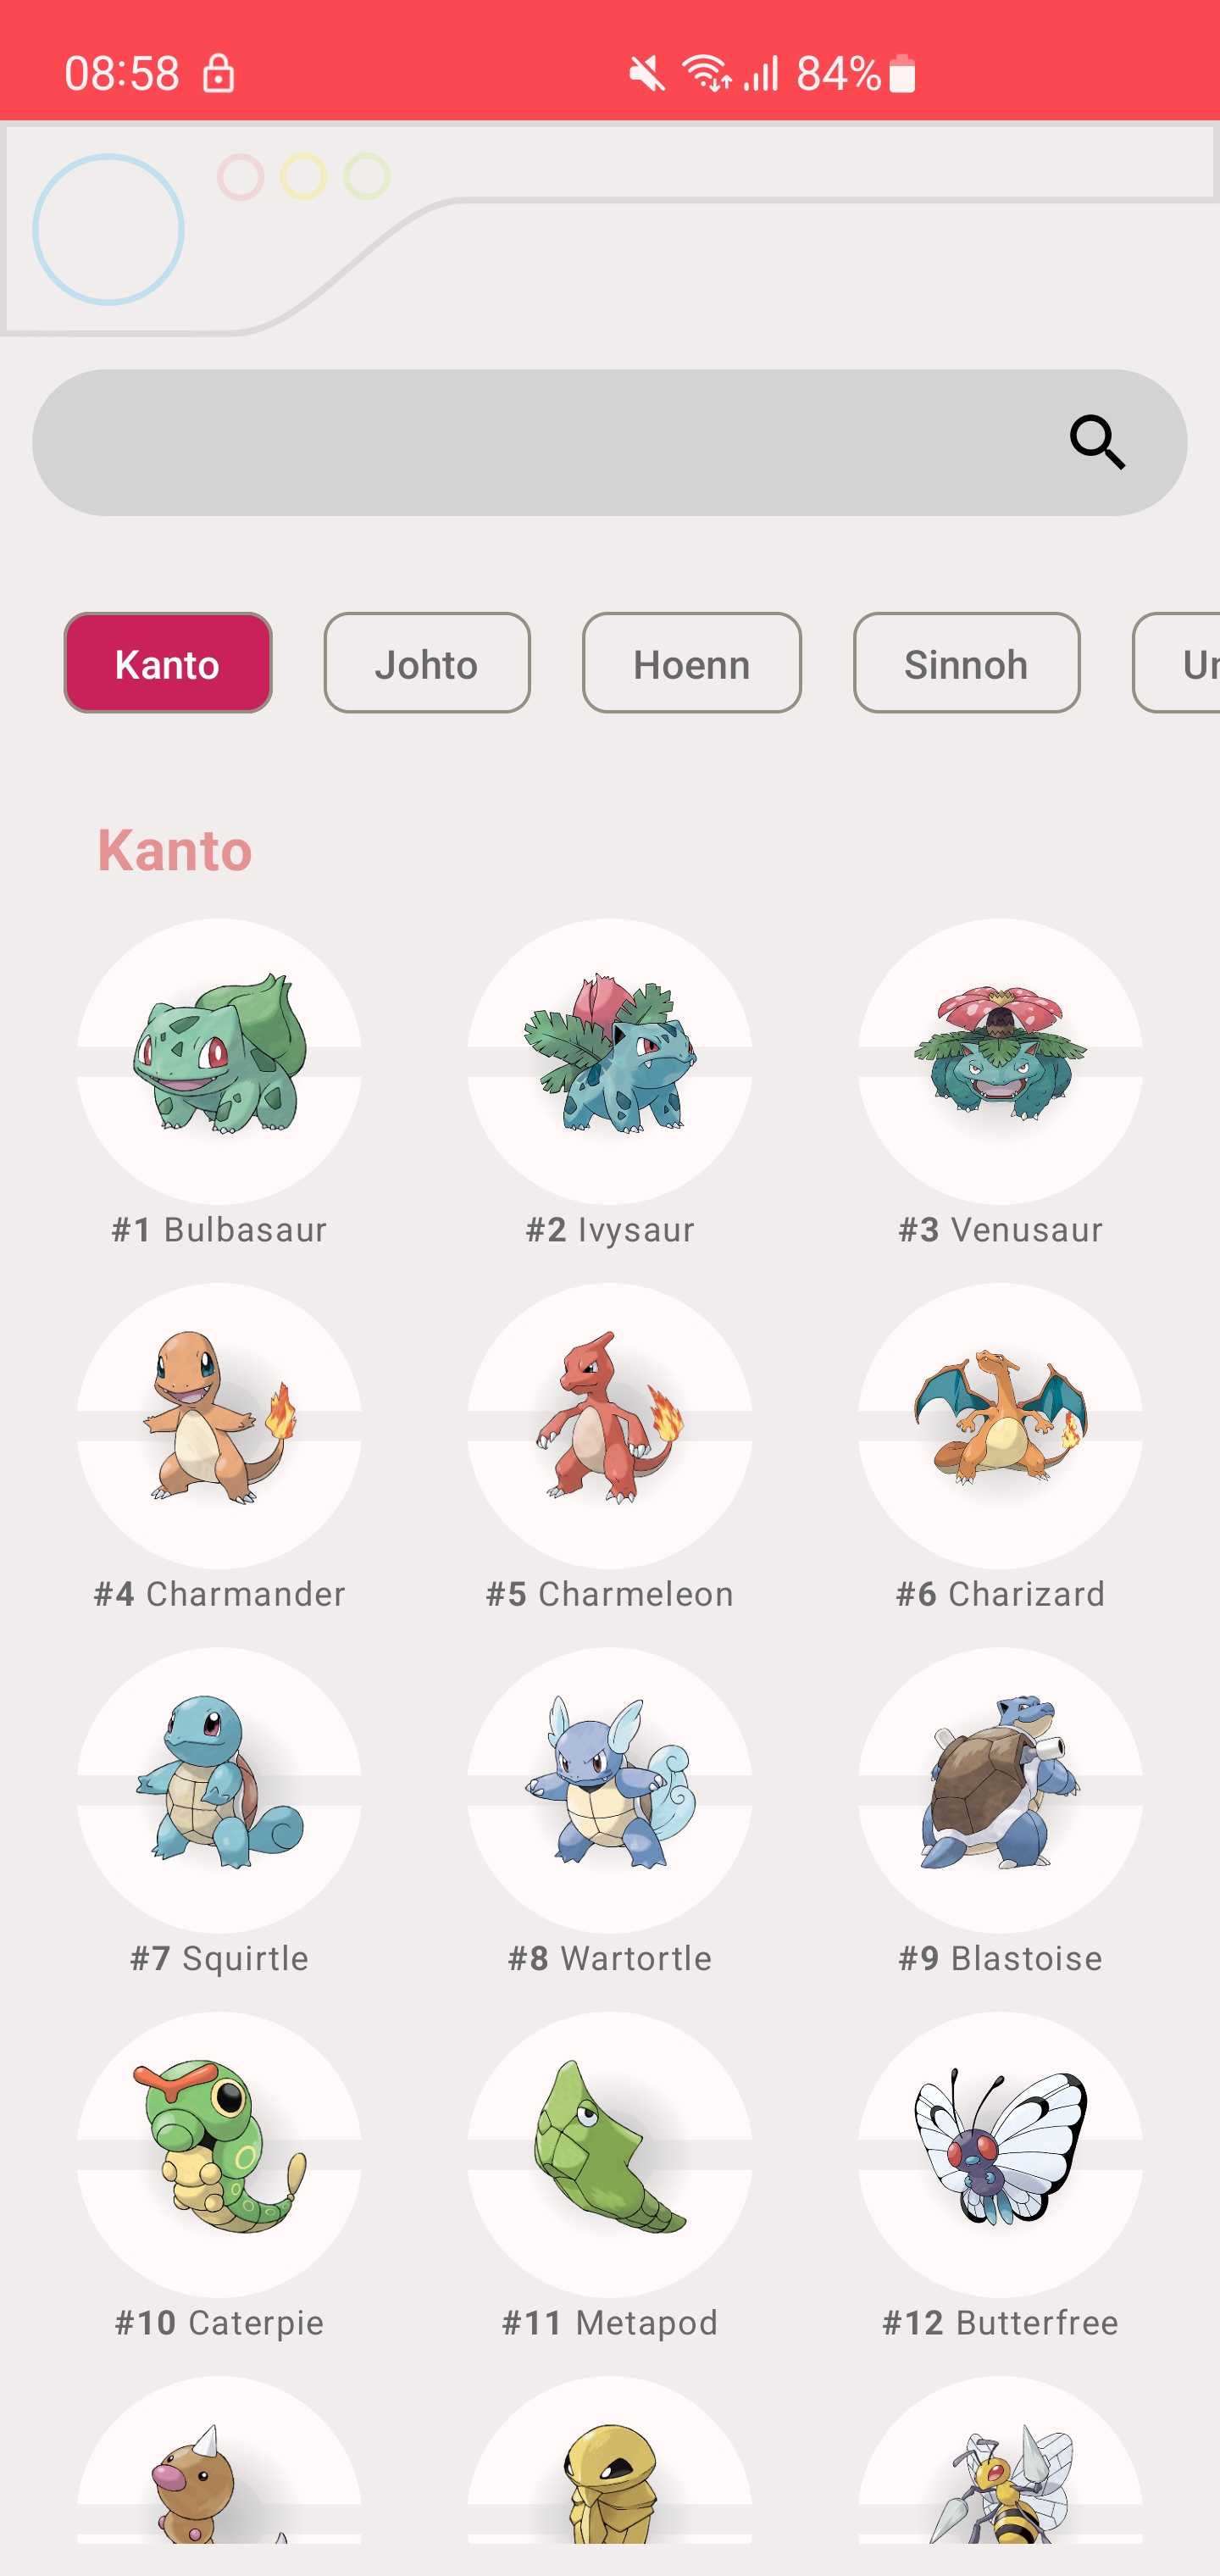 08:58 84%
Kanto Johto Hoenn Sinnoh
Kanto
#1 Bulbasaur #2 Ivysaur #3 Venusaur
#4 Charmander #5 Charmeleon #6 Charizard
#7 Squirtle #8 Wartortle #9 Blastoise
#10 Caterpie #11 Metapod #12 Butterfree